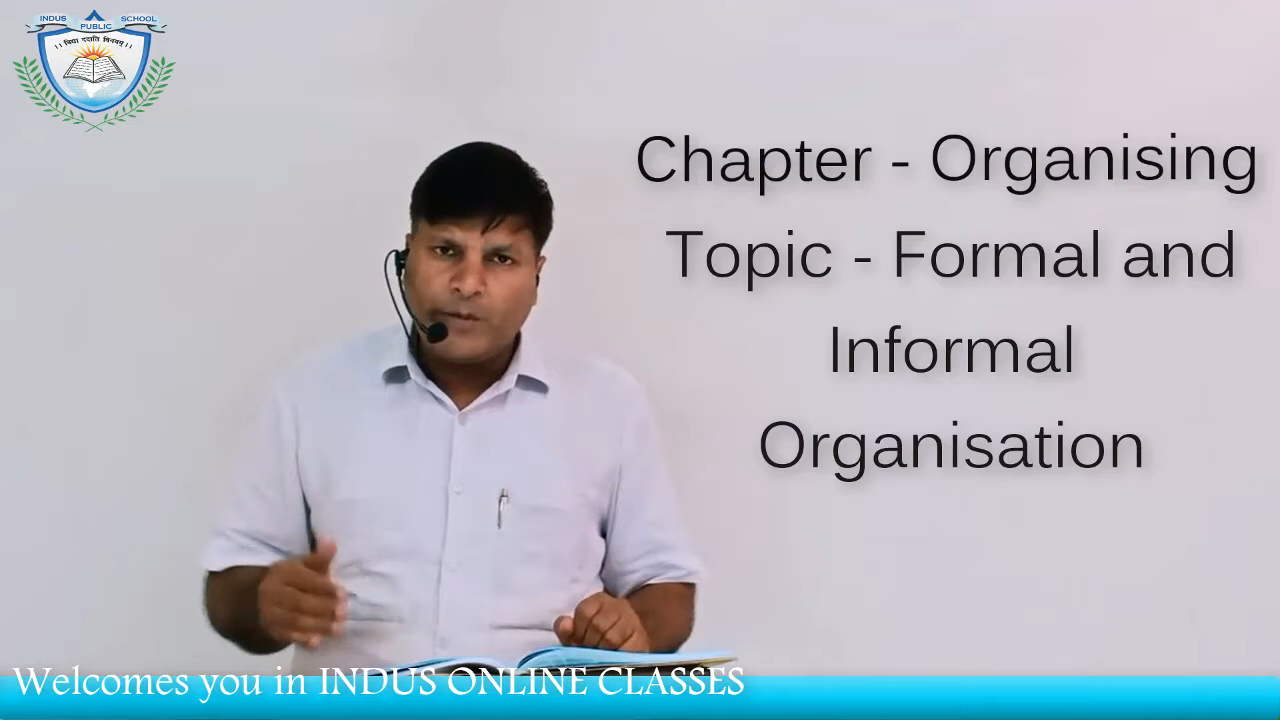 INDUS PUBLIC SCHOOL
।। विद्या ददाति विनयम् ।।
Chapter - Organising
Topic - Formal and
Informal
Organisation
Welcomes you in INDUS ONLINE CLASSES